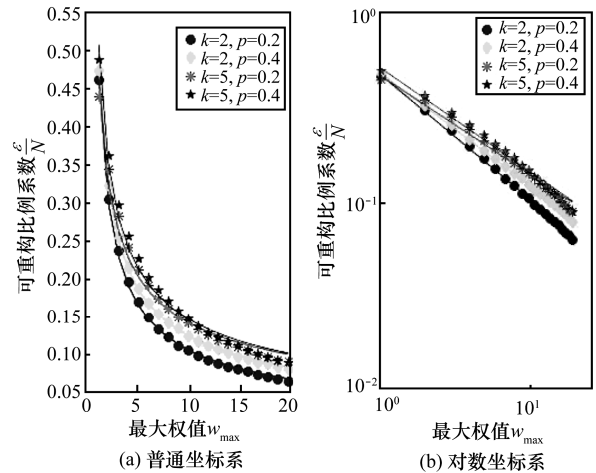 0.55
0.50
0.45
0.40
0.35
0.30
0.25
0.20
0.15
0.10
0.05
可重构比例系数 ε/N
k=2, p=0.2
k=2, p=0.4
k=5, p=0.2
k=5, p=0.4
0 5 10 15 20
最大权值wmax
(a) 普通坐标系
10^0
10^-1
10^-2
可重构比例系数 ε/N
k=2, p=0.2
k=2, p=0.4
k=5, p=0.2
k=5, p=0.4
10^0 10^1
最大权值wmax
(b) 对数坐标系